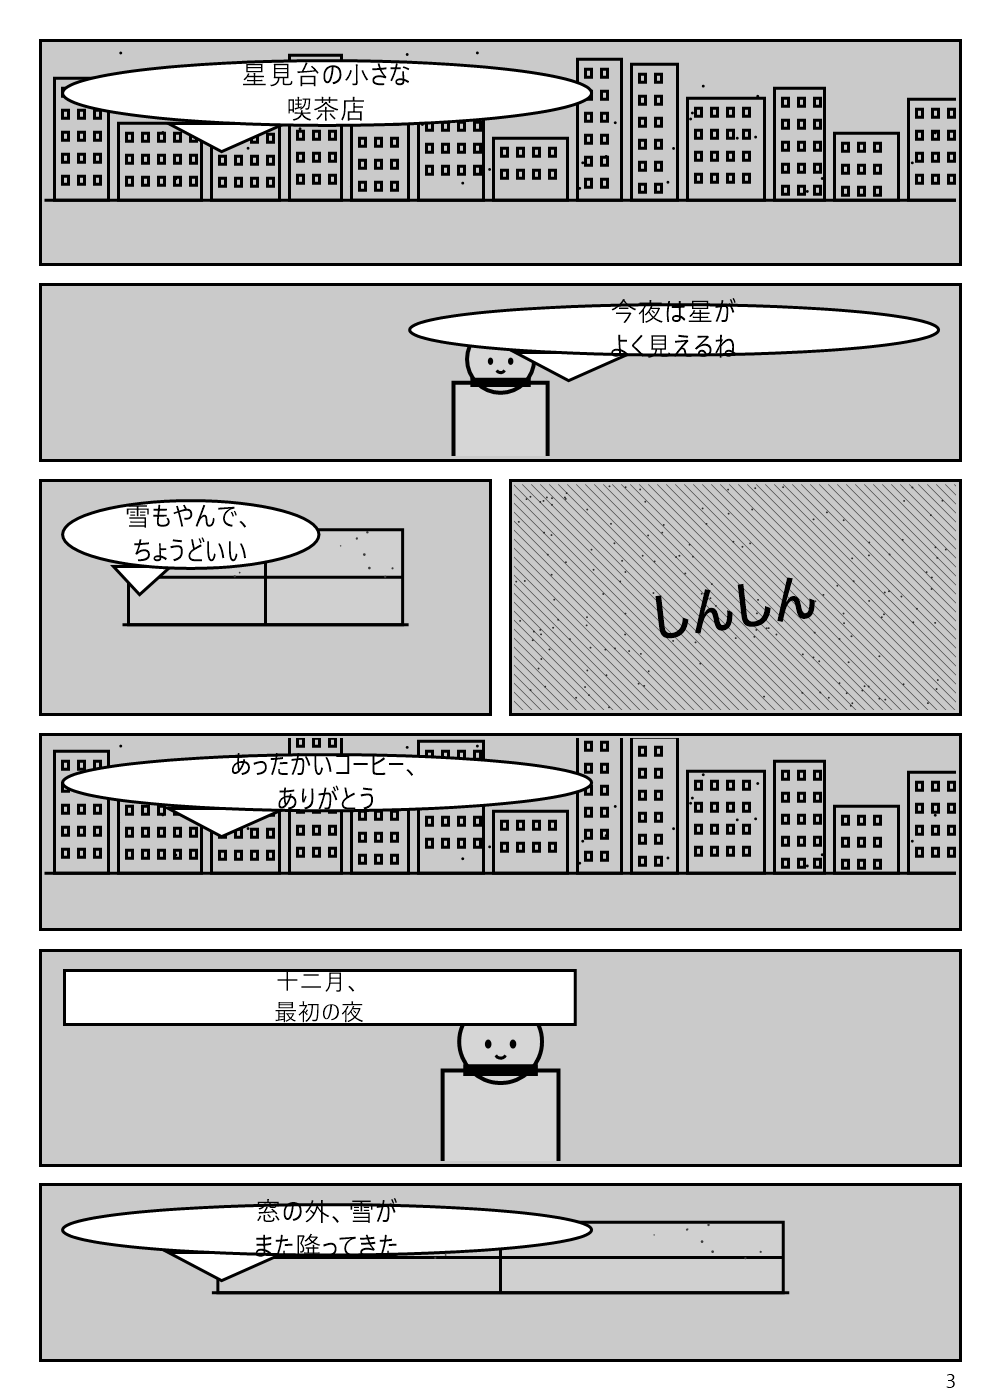 星見台の小さな
喫茶店
今夜は星が
よく見えるね
雪もやんで、
ちょうどいい
しんしん
あったかいコーヒー、
ありがとう
十二月、
最初の夜
窓の外、雪が
また降ってきた
3